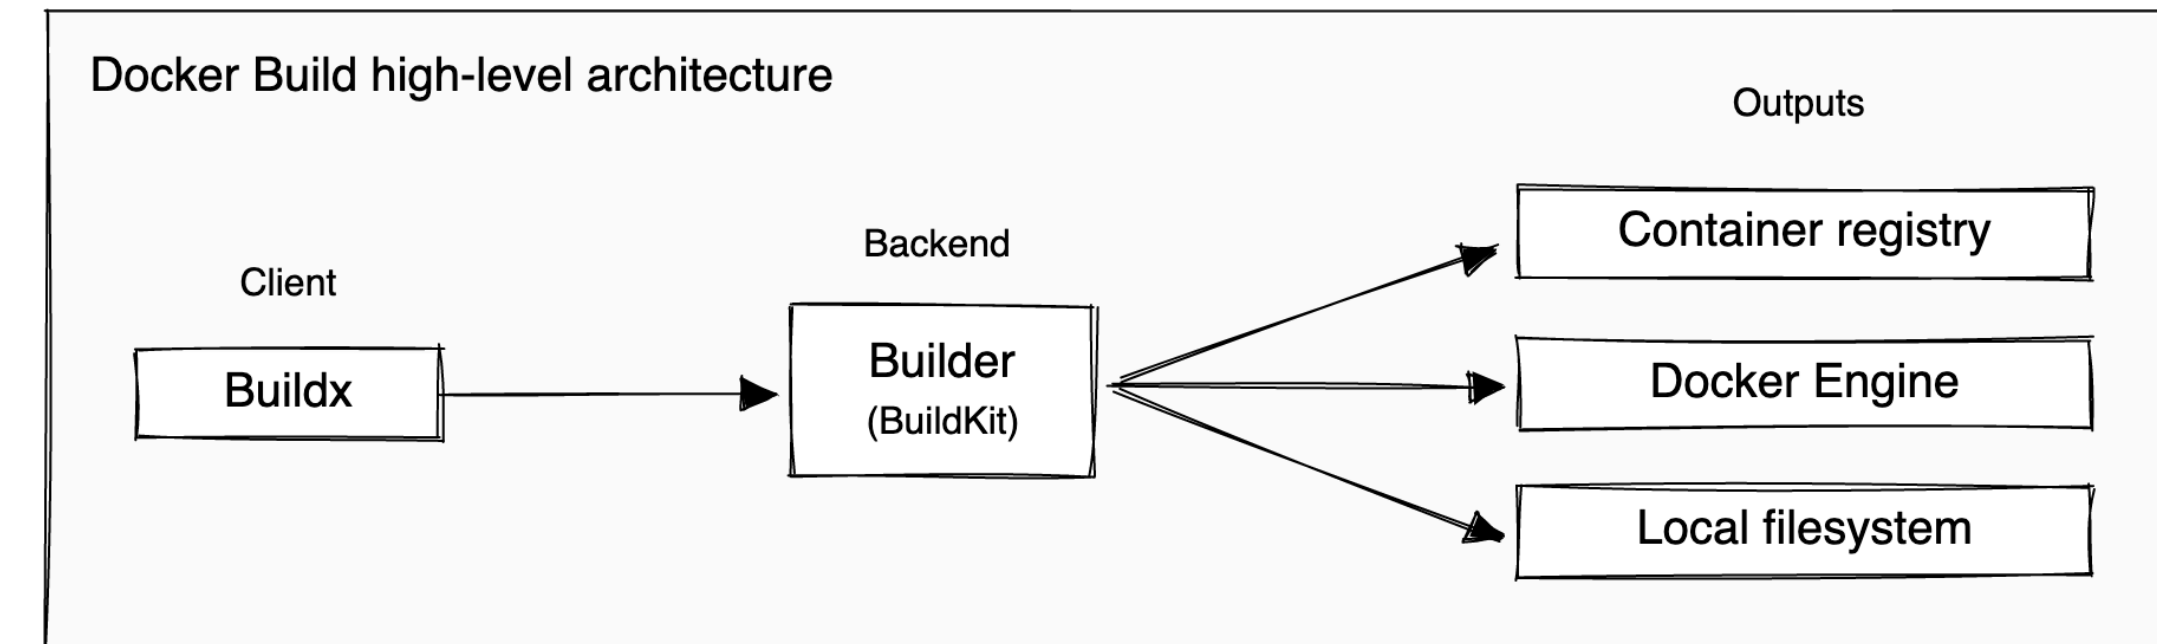 Docker Build high-level architecture
Client
Buildx
Backend
Builder
(BuildKit)
Outputs
Container registry
Docker Engine
Local filesystem